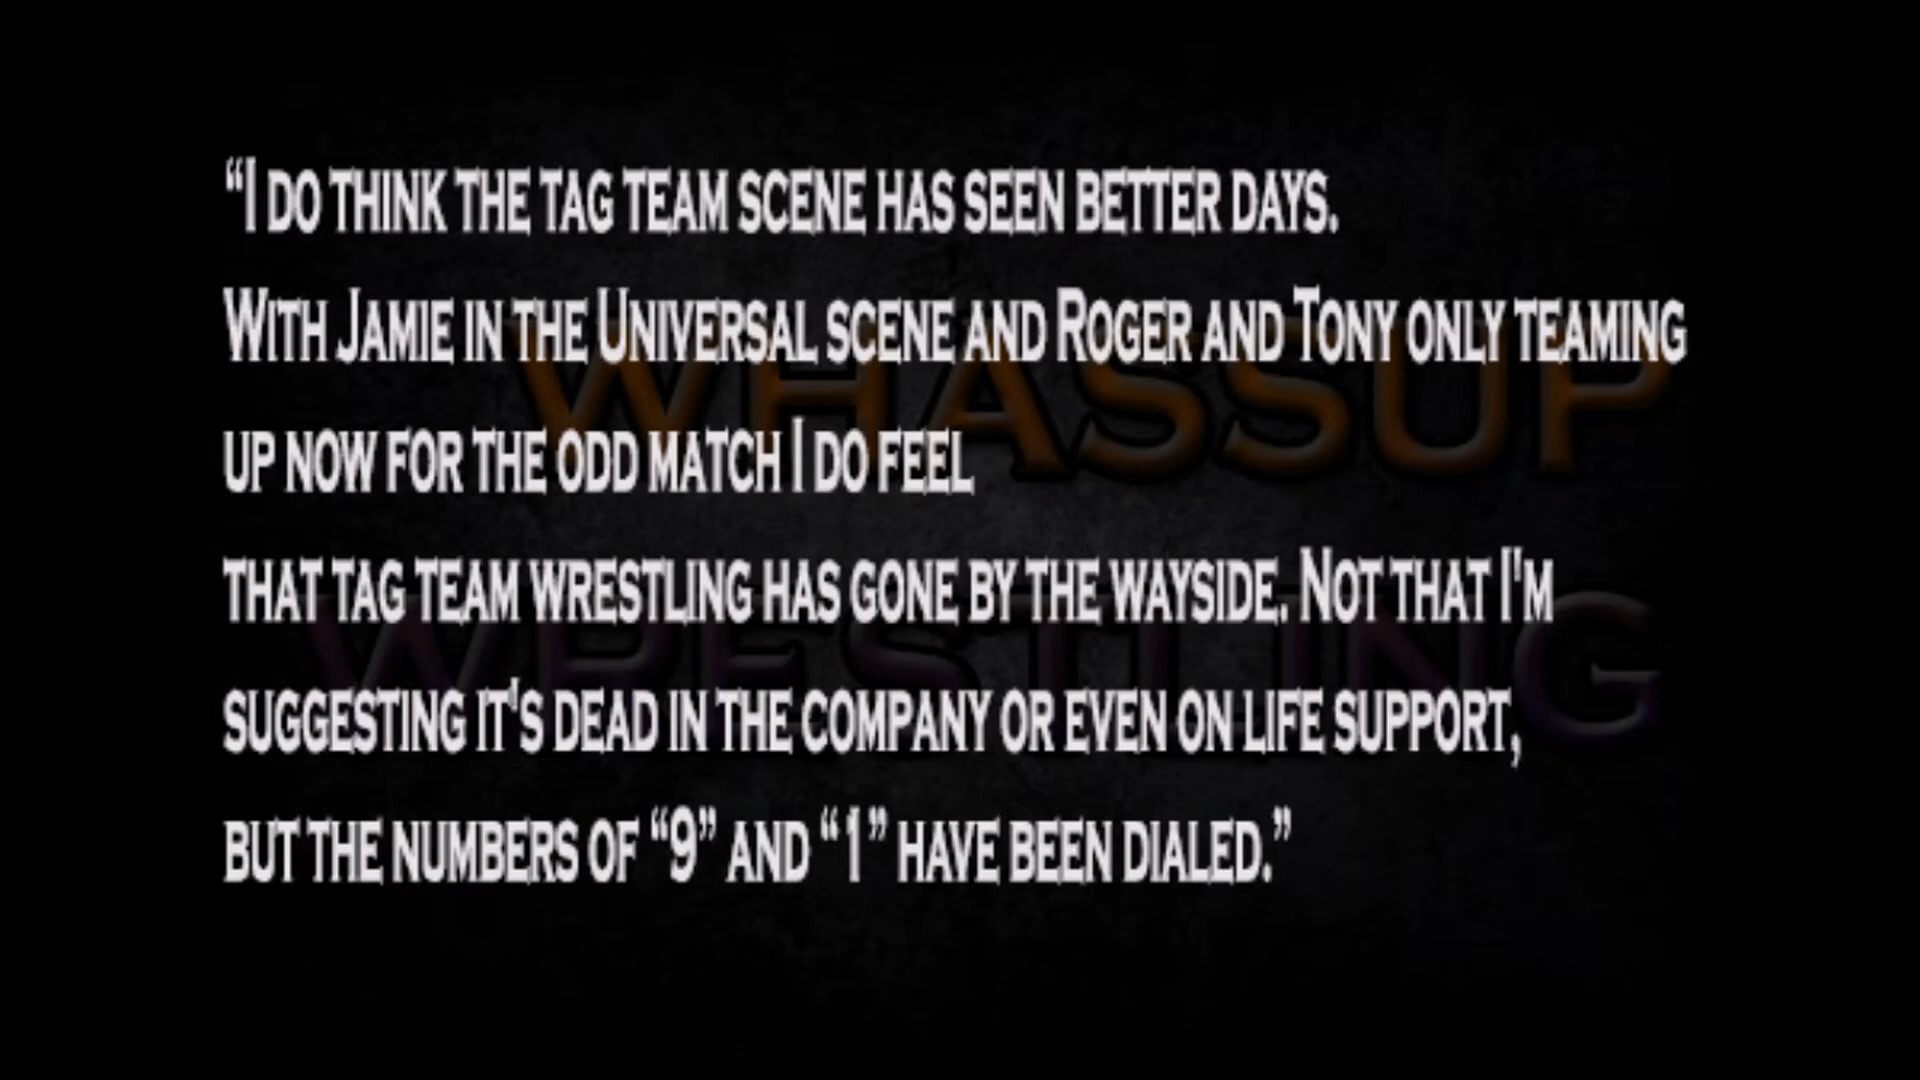 “I do think the tag team scene has seen better days.
With Jamie in the Universal scene and Roger and Tony only teaming
up now for the odd match I do feel
that tag team wrestling has gone by the wayside. Not that I'm
suggesting it's dead in the company or even on life support,
but the numbers of “9” and “1” have been dialed.”
WHASSUP
WRESTLING